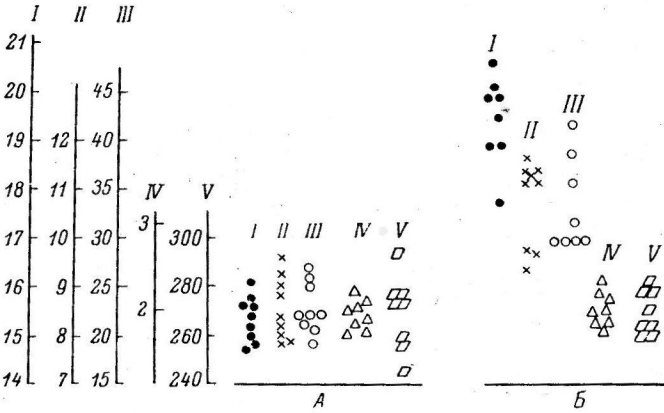 I II III
21
20 45
19 12 40
18 11 35 IV V
3
17 10 30 300
16 9 25 280
2
15 8 20 260
14 7 15 240
I II III IV V
А
I
II
III
IV V
Б